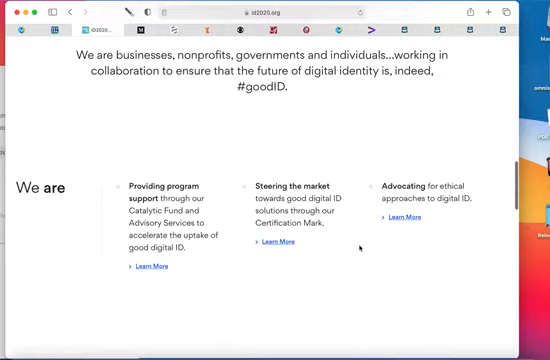 id2020.org
ID2020...
We are businesses, nonprofits, governments and individuals...working in
collaboration to ensure that the future of digital identity is, indeed,
#goodID.
We are
Providing program
support through our
Catalytic Fund and
Advisory Services to
accelerate the uptake of
good digital ID.
Learn More
Steering the market
towards good digital ID
solutions through our
Certification Mark.
Learn More
Advocating for ethical
approaches to digital ID.
Learn More